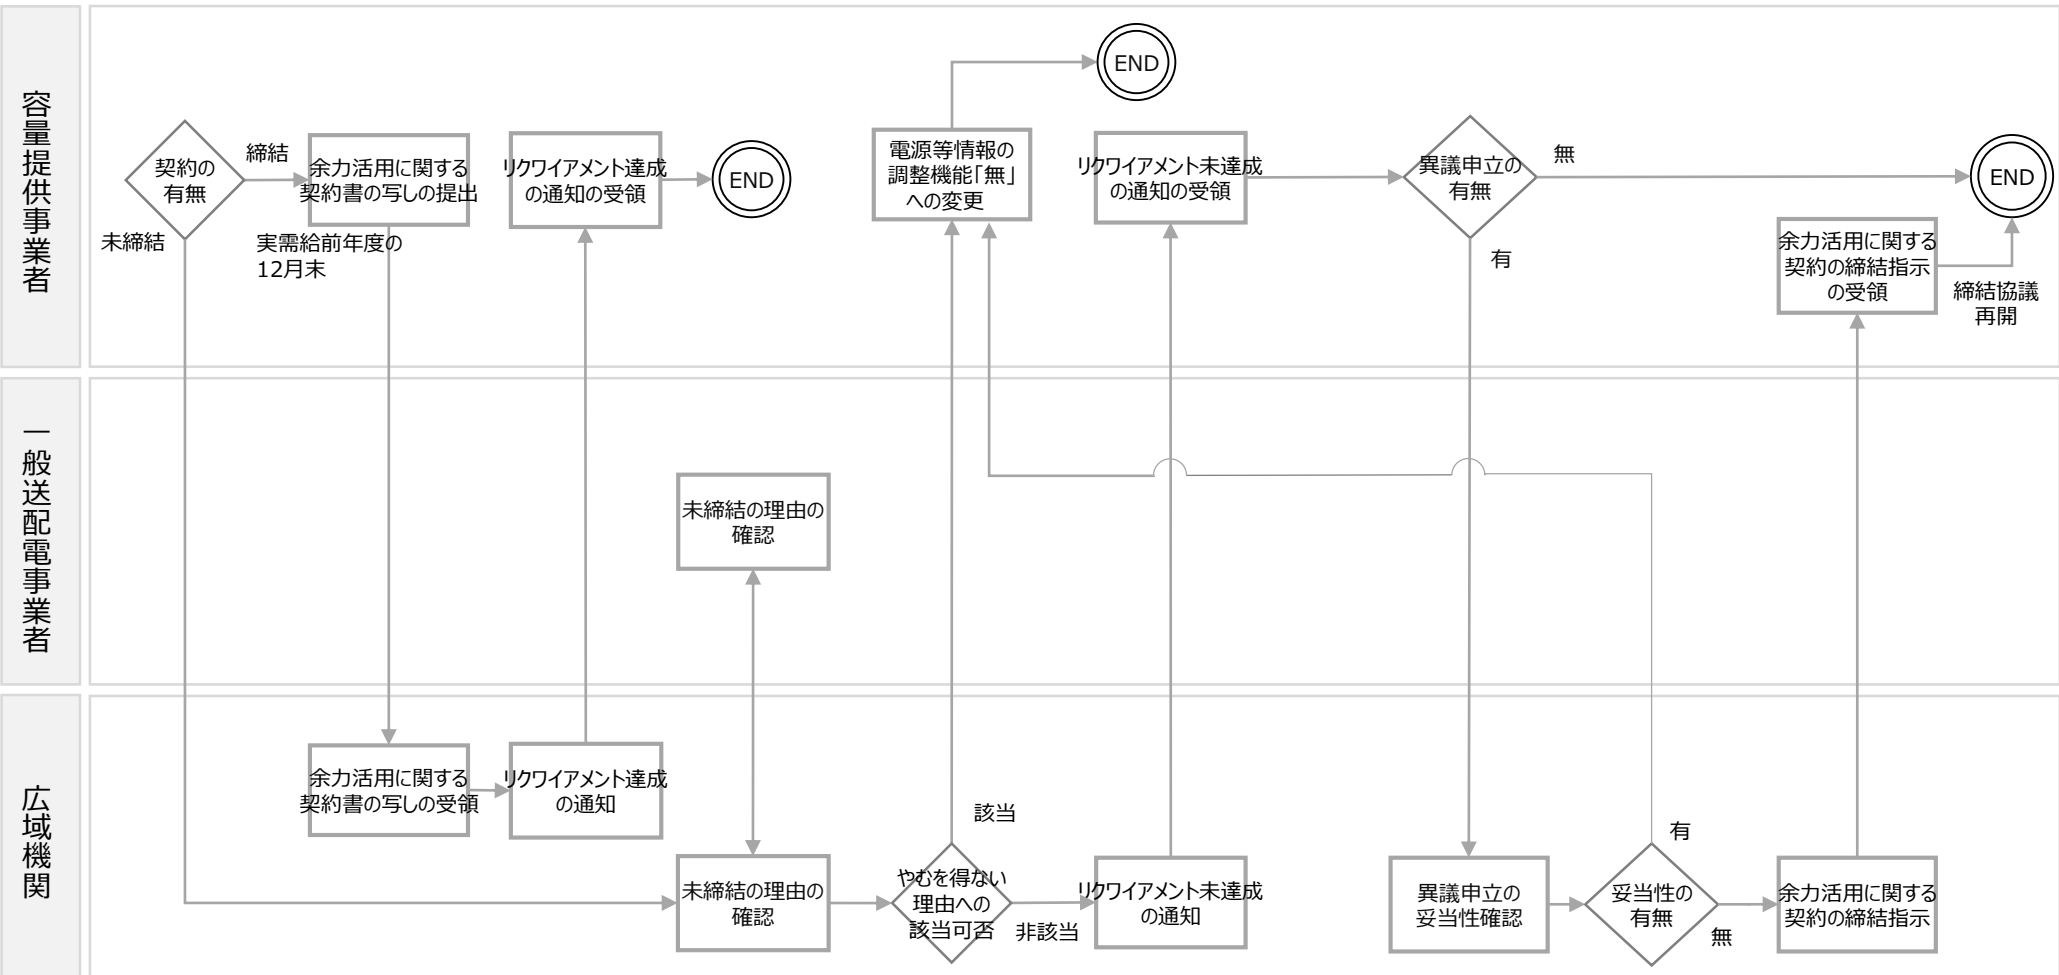 容量提供事業者
END
契約の
有無
締結
未締結
余力活用に関する
契約書の写しの提出
実需給前年度の
12月末
リクワイアメント達成
の通知の受領
END
電源等情報の
調整機能「無」
への変更
リクワイアメント未達成
の通知の受領
異議申立の
有無
無
有
END
余力活用に関する
契約の締結指示
の受領
締結協議
再開
一般送配電事業者
未締結の理由の
確認
広域機関
余力活用に関する
契約書の写しの受領
リクワイアメント達成
の通知
未締結の理由の
確認
該当
やむを得ない
理由への
該当可否
非該当
リクワイアメント未達成
の通知
異議申立の
妥当性確認
有
妥当性の
有無
無
余力活用に関する
契約の締結指示